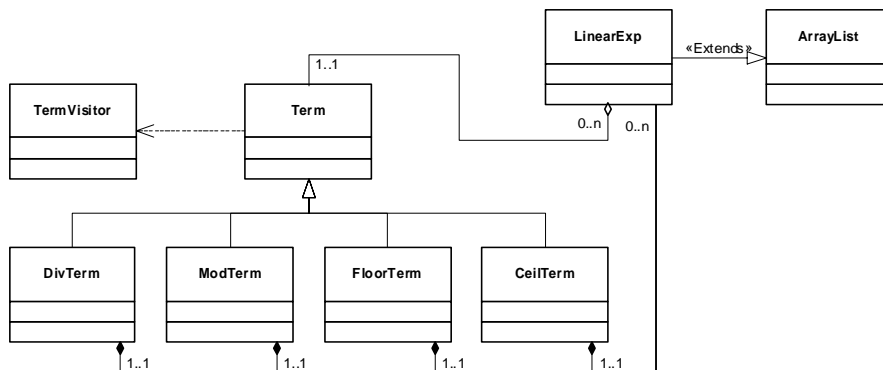 LinearExp
«Extends»
ArrayList
1..1
TermVisitor
Term
0..n
0..n
DivTerm
ModTerm
FloorTerm
CeilTerm
1..1
1..1
1..1
1..1